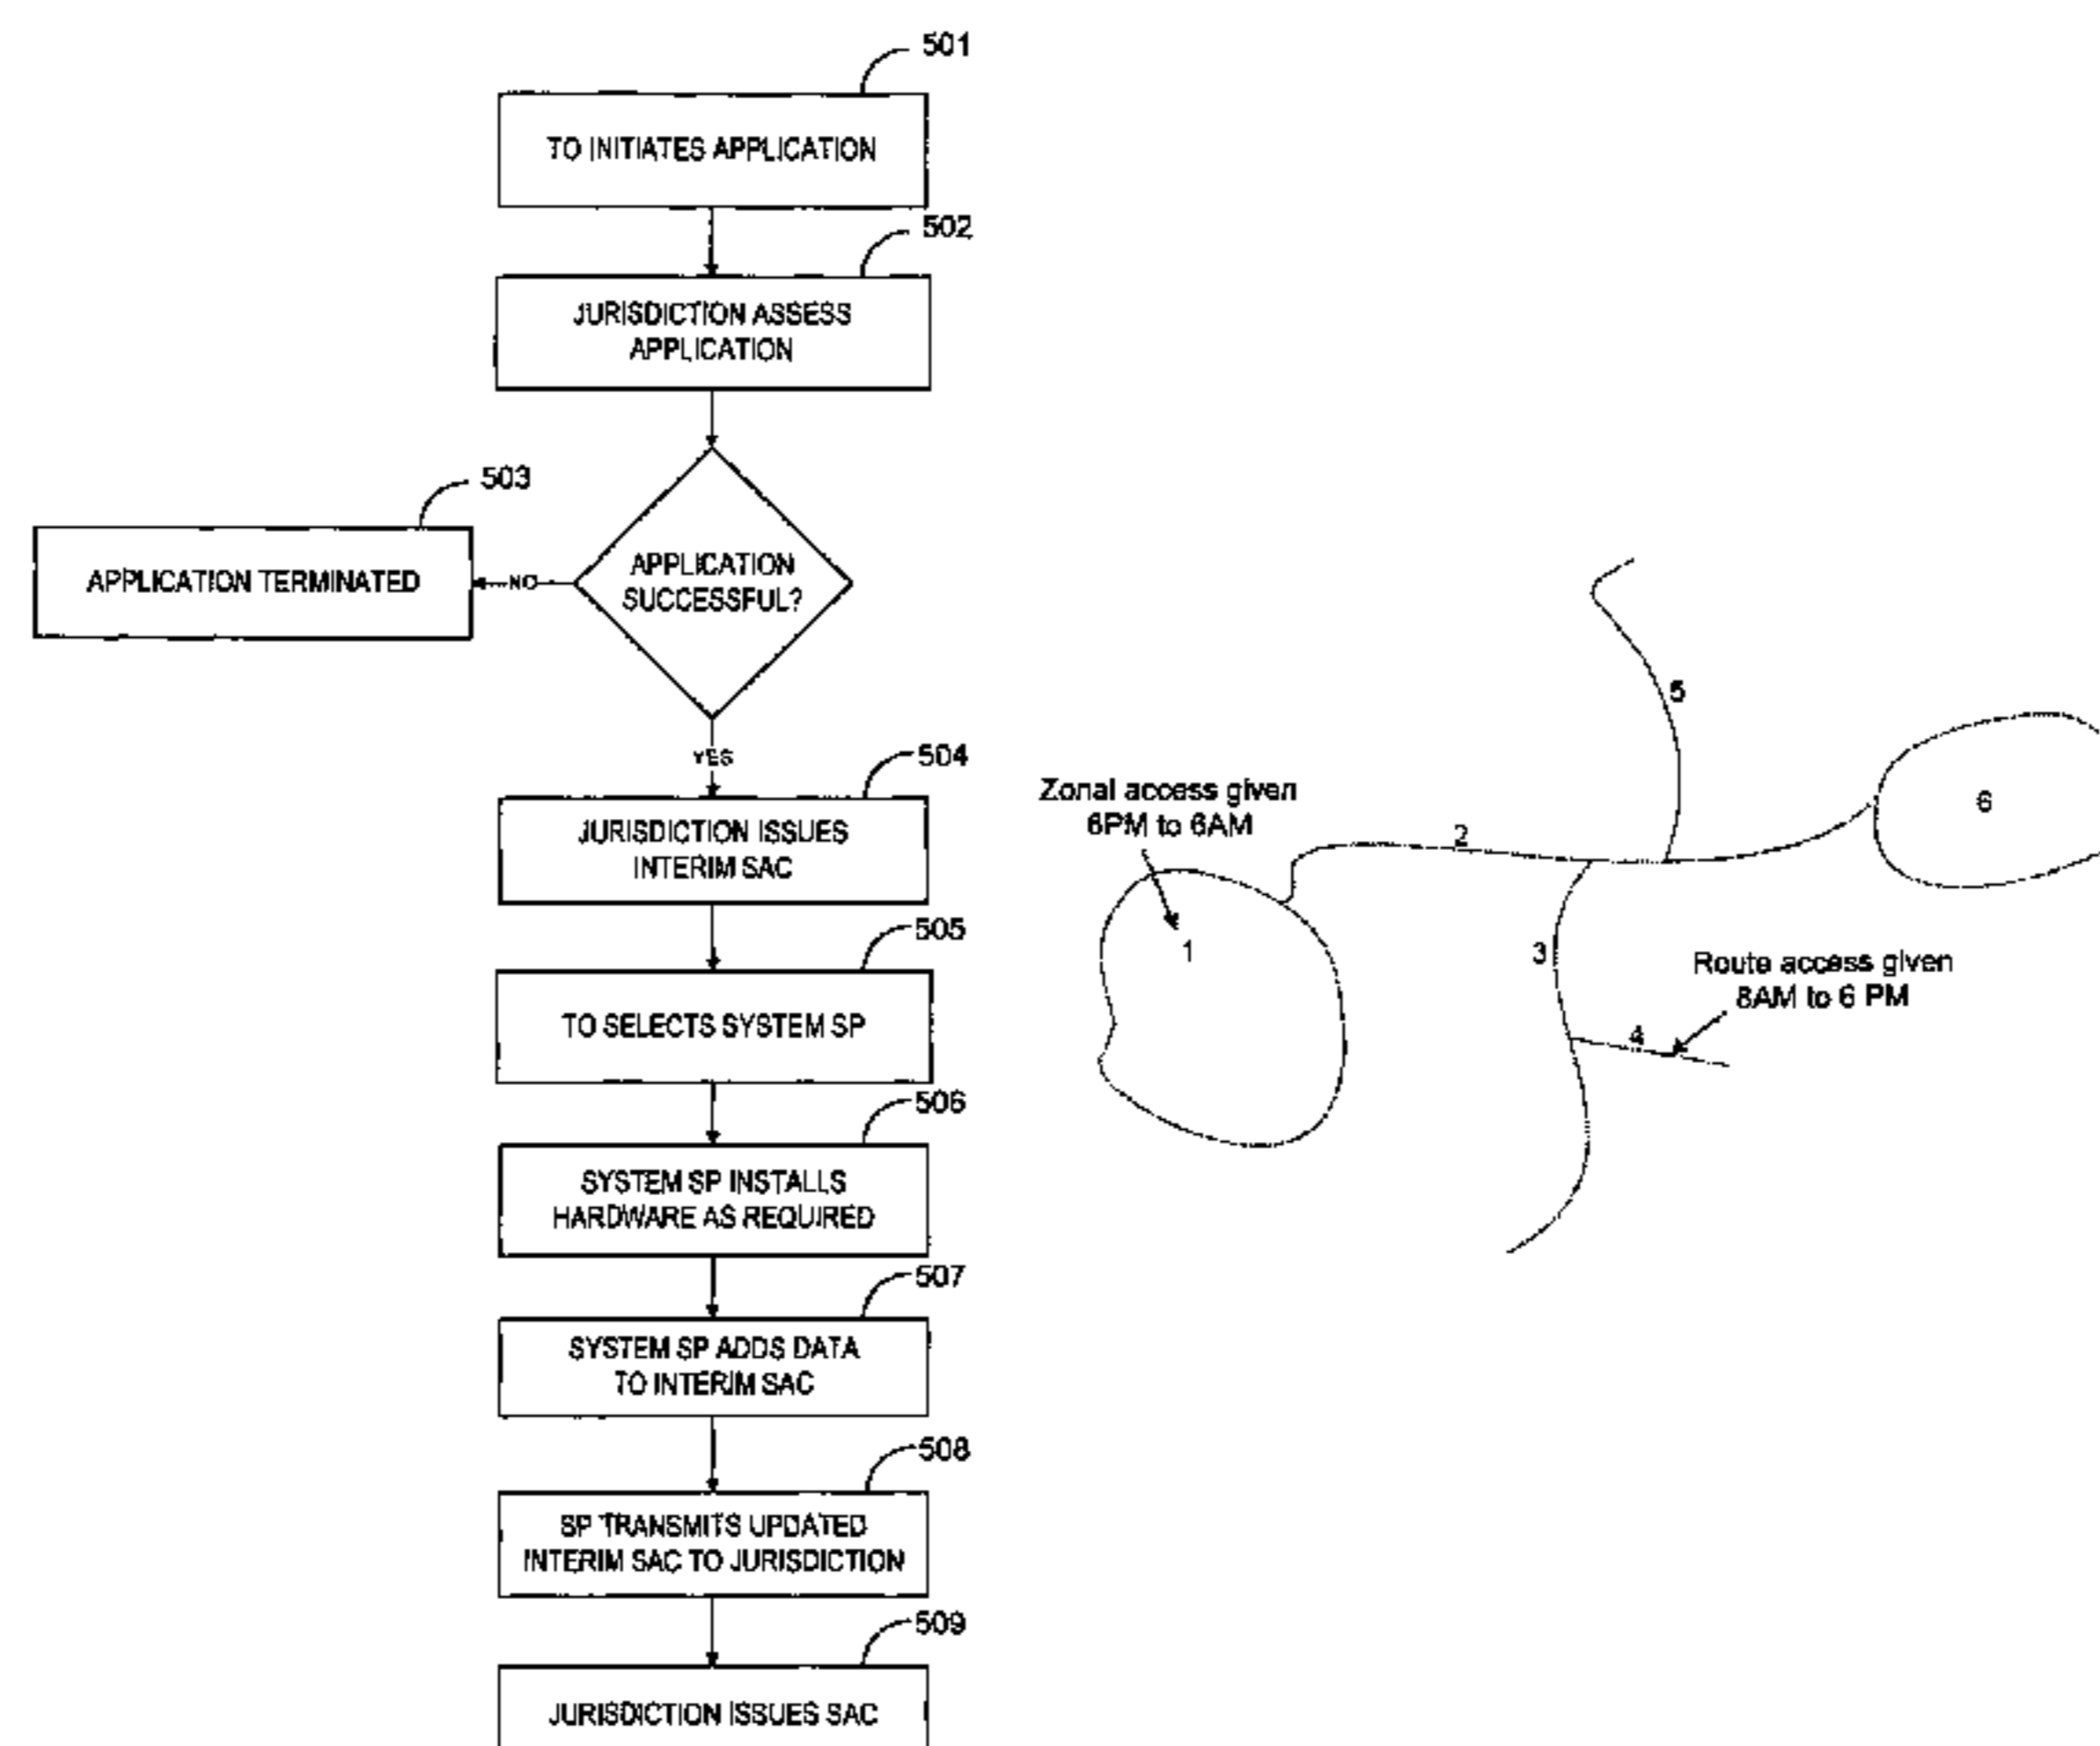 501
TO INITIATES APPLICATION
502
JURISDICTION ASSESS
APPLICATION
503
APPLICATION TERMINATED
NO
APPLICATION
SUCCESSFUL?
YES
504
JURISDICTION ISSUES
INTERIM SAC
505
TO SELECTS SYSTEM SP
506
SYSTEM SP INSTALLS
HARDWARE AS REQUIRED
507
SYSTEM SP ADDS DATA
TO INTERIM SAC
508
SP TRANSMITS UPDATED
INTERIM SAC TO JURISDICTION
509
JURISDICTION ISSUES SAC
5
6
Zonal access given
6PM to 6AM
2
1
3
Route access given
8AM to 6 PM
4